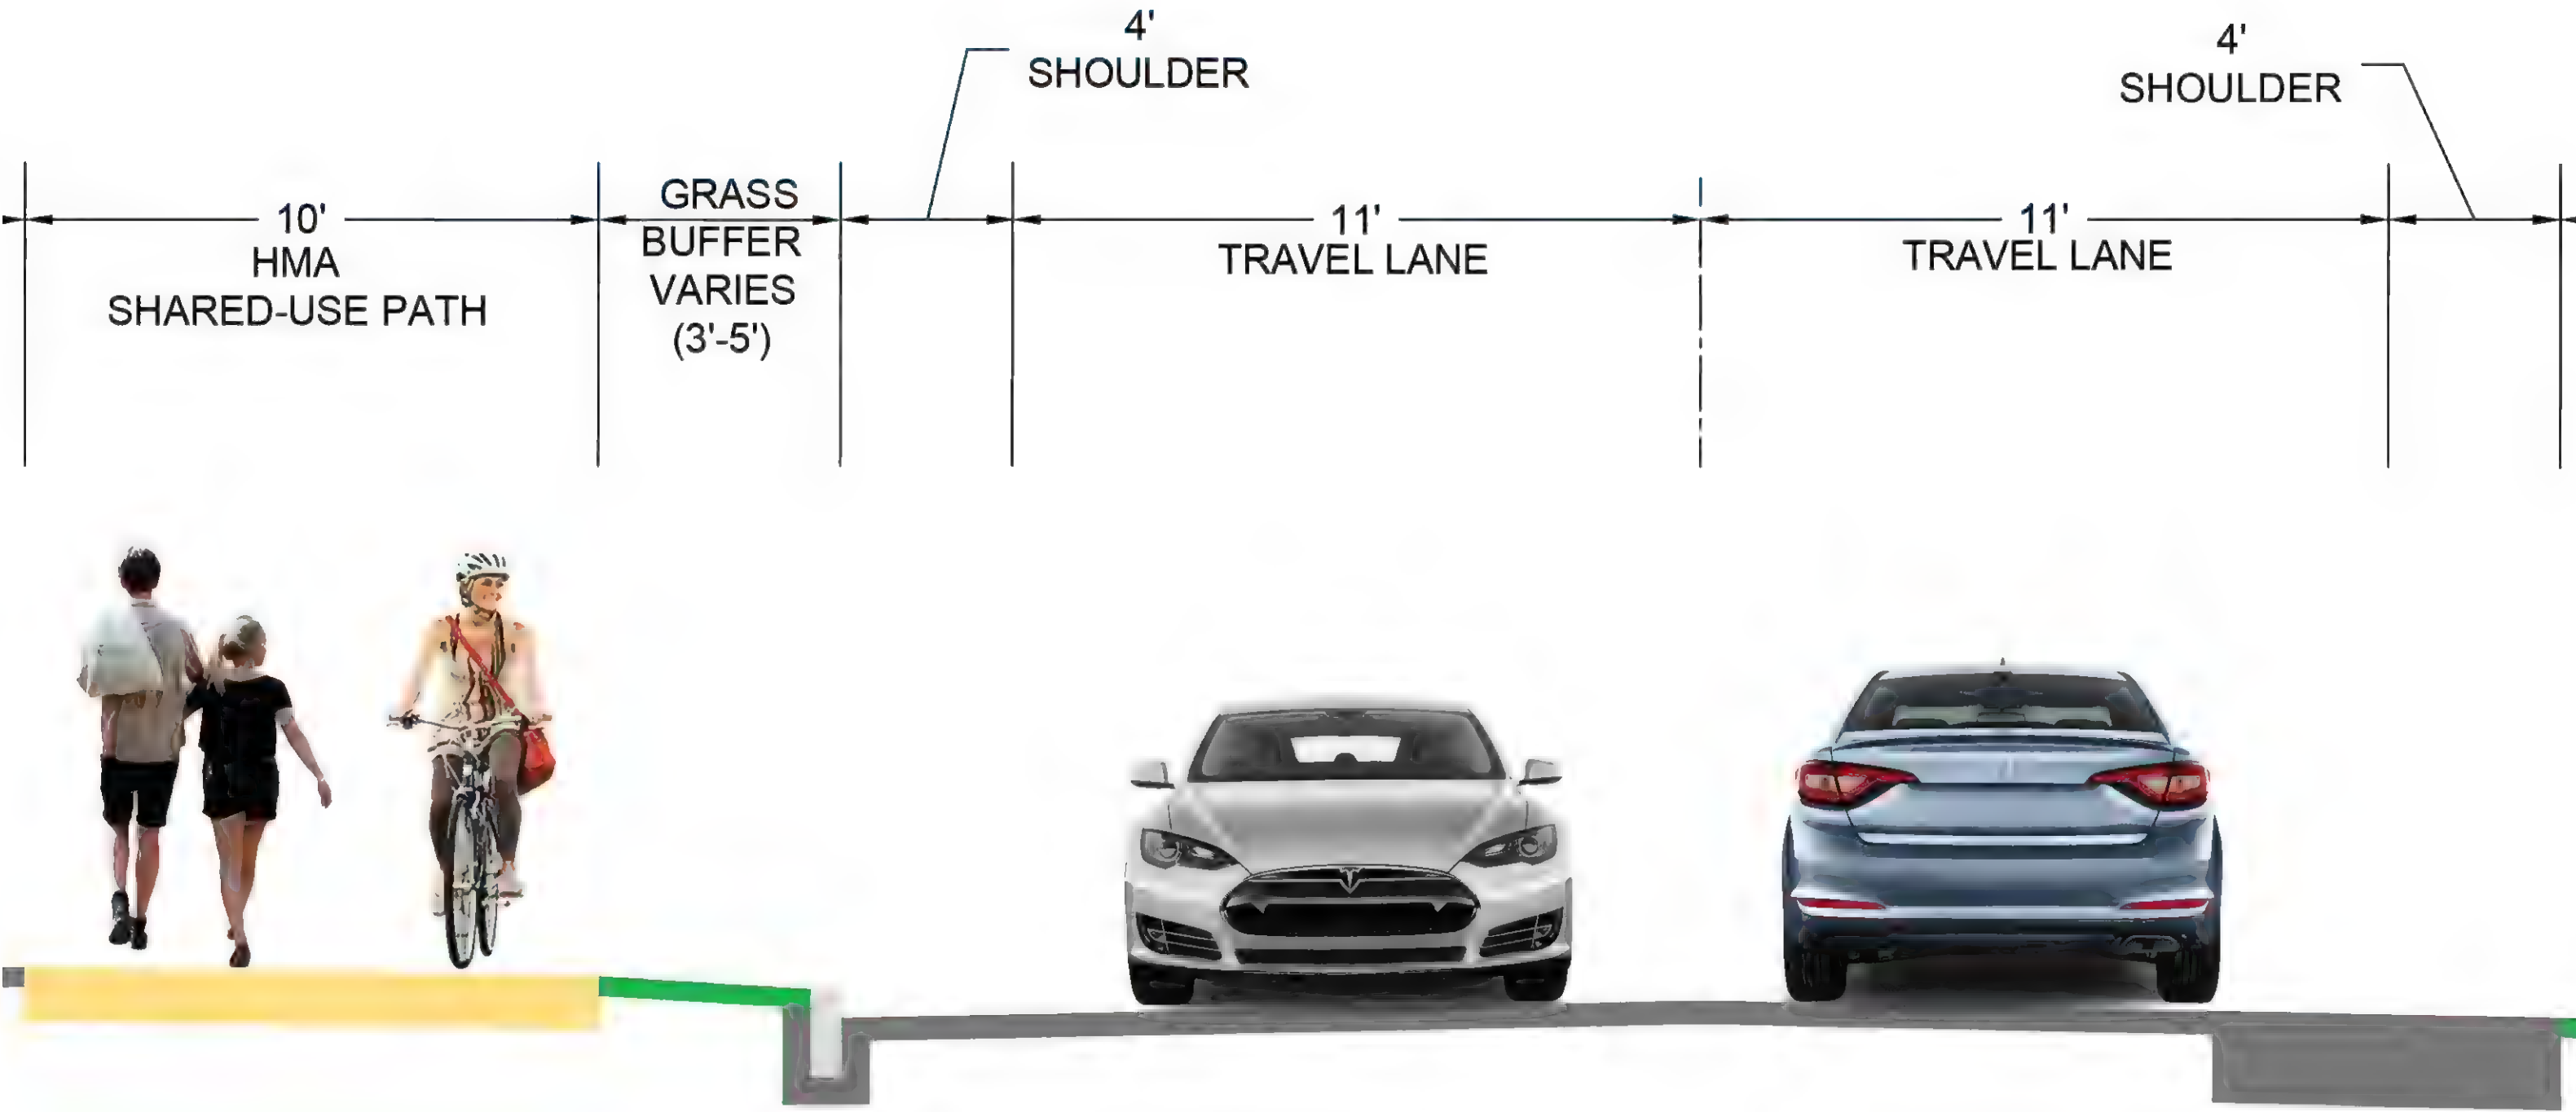 4'
SHOULDER
4'
SHOULDER
10'
HMA
SHARED-USE PATH
GRASS
BUFFER
VARIES
(3'-5')
11'
TRAVEL LANE
11'
TRAVEL LANE